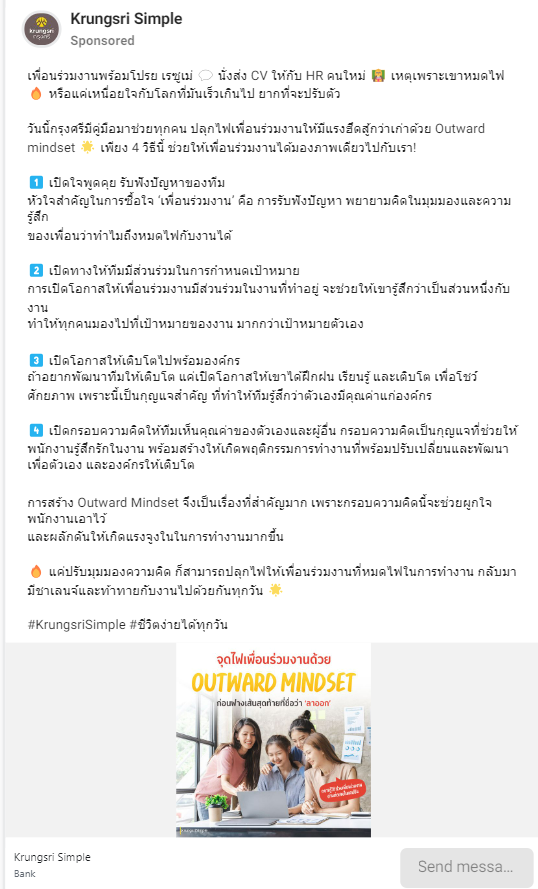 Krungsri Simple
Sponsored
เพื่อนร่วมงานพร้อมโปรย เรซูเม่ 💭 นั่งส่ง CV ให้กับ HR คนใหม่ 👸 เหตุเพราะเขาหมดไฟ
🔥 หรือแค่เหนื่อยใจกับโลกที่มันเร็วเกินไป ยากที่จะปรับตัว
วันนี้กรุงศรีมีคู่มือมาช่วยทุกคน ปลุกไฟเพื่อนร่วมงานให้มีแรงฮึดสู้กว่าเก่าด้วย Outward
mindset 🌟 เพียง 4 วิธีนี้ ช่วยให้เพื่อนร่วมงานได้มองภาพเดียวไปกับเรา!
1️⃣ เปิดใจพูดคุย รับฟังปัญหาของทีม
หัวใจสำคัญในการซื้อใจ ‘เพื่อนร่วมงาน’ คือ การรับฟังปัญหา พยายามคิดในมุมมองและความ
รู้สึก
ของเพื่อนว่าทำไมถึงหมดไฟกับงานได้
2️⃣ เปิดทางให้ทีมมีส่วนร่วมในการกำหนดเป้าหมาย
การเปิดโอกาสให้เพื่อนร่วมงานมีส่วนร่วมในงานที่ทำอยู่ จะช่วยให้เขารู้สึกว่าเป็นส่วนหนึ่งกับ
งาน
ทำให้ทุกคนมองไปที่เป้าหมายของงาน มากกว่าเป้าหมายตัวเอง
3️⃣ เปิดโอกาสให้เติบโตไปพร้อมองค์กร
ถ้าอยากพัฒนาทีมให้เติบโต แค่เปิดโอกาสให้เขาได้ฝึกฝน เรียนรู้ และเติบโต เพื่อโชว์
ศักยภาพ เพราะนี้เป็นกุญแจสำคัญ ที่ทำให้ทีมรู้สึกว่าตัวเองมีคุณค่าแก่องค์กร
4️⃣ เปิดกรอบความคิดให้ทีมเห็นคุณค่าของตัวเองและผู้อื่น กรอบความคิดเป็นกุญแจที่ช่วยให้
พนักงานรู้สึกรักในงาน พร้อมสร้างให้เกิดพฤติกรรมการทำงานที่พร้อมปรับเปลี่ยนและพัฒนา
เพื่อตัวเอง และองค์กรให้เติบโต
การสร้าง Outward Mindset จึงเป็นเรื่องที่สำคัญมาก เพราะกรอบความคิดนี้จะช่วยผูกใจ
พนักงานเอาไว้
และผลักดันให้เกิดแรงจูงในในการทำงานมากขึ้น
🔥 แค่ปรับมุมมองความคิด ก็สามารถปลุกไฟให้เพื่อนร่วมงานที่หมดไฟในการทำงาน กลับมา
มีชาเลนจ์และท้าทายกับงานไปด้วยกันทุกวัน 🌟
#KrungsriSimple #ชีวิตง่ายได้ทุกวัน
จุดไฟเพื่อนร่วมงานด้วย
OUTWARD MINDSET
ก่อนฟางเส้นสุดท้ายที่ชื่อว่า 'ลาออก'
Krungsri Simple
Bank
Send messa...